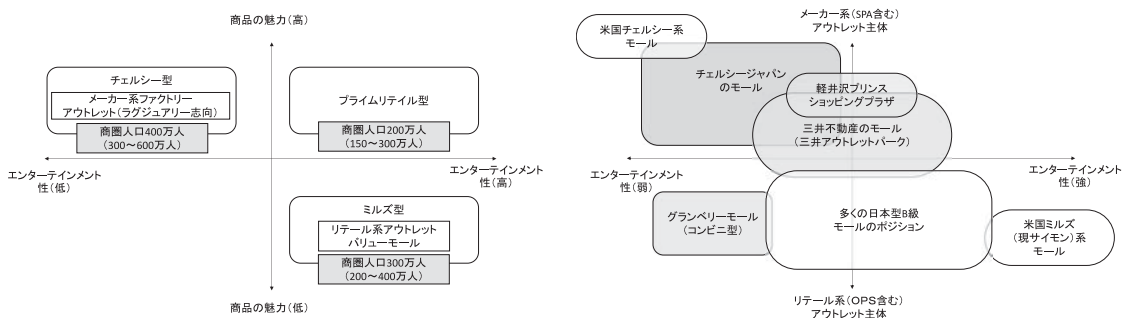 商品の魅力(高)
チェルシー型
メーカー系ファクトリー
アウトレット(ラグジュアリー志向)
商圏人口400万人
(300〜600万人)
プライムリテイル型
商圏人口200万人
(150〜300万人)
エンターテインメント
性(低)
エンターテインメント
性(高)
ミルズ型
リテール系アウトレット
バリューモール
商圏人口300万人
(200〜400万人)
商品の魅力(低)
メーカー系(SPA含む)
アウトレット主体
米国チェルシー系
モール
チェルシージャパン
のモール
軽井沢プリンス
ショッピングプラザ
三井不動産のモール
(三井アウトレットパーク)
エンターテインメント
性(弱)
エンターテインメント
性(強)
グランベリーモール
(コンビニ型)
多くの日本型B級
モールのポジション
米国ミルズ
(現サイモン)系
モール
リテール系(OPS含む)
アウトレット主体